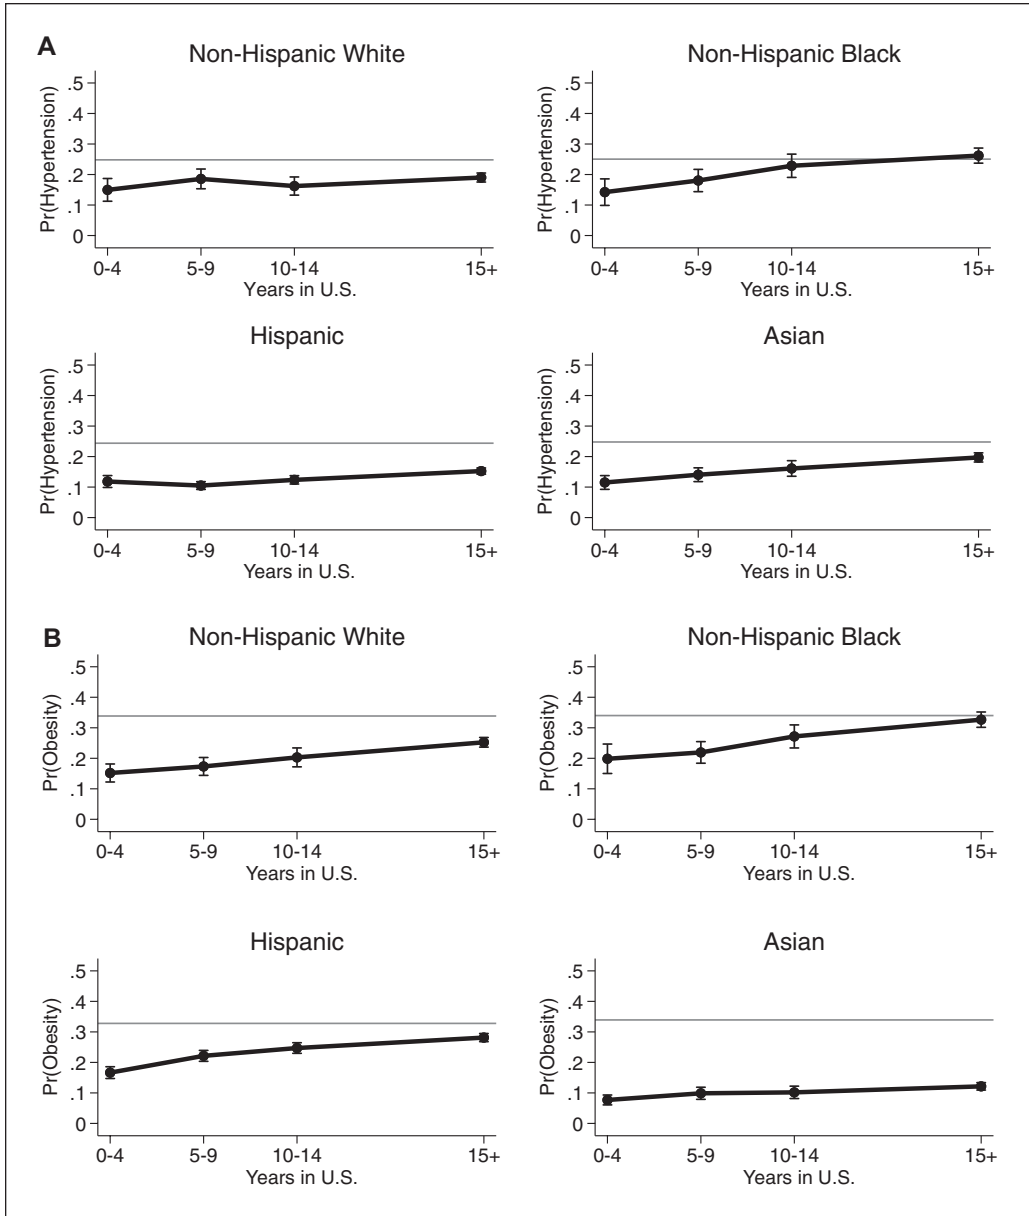 A
Non-Hispanic White
Pr(Hypertension)
.5
.4
.3
.2
.1
0
0-4 5-9 10-14 15+
Years in U.S.
Non-Hispanic Black
Pr(Hypertension)
.5
.4
.3
.2
.1
0
0-4 5-9 10-14 15+
Years in U.S.
Hispanic
Pr(Hypertension)
.5
.4
.3
.2
.1
0
0-4 5-9 10-14 15+
Years in U.S.
Asian
Pr(Hypertension)
.5
.4
.3
.2
.1
0
0-4 5-9 10-14 15+
Years in U.S.
B
Non-Hispanic White
Pr(Obesity)
.5
.4
.3
.2
.1
0
0-4 5-9 10-14 15+
Years in U.S.
Non-Hispanic Black
Pr(Obesity)
.5
.4
.3
.2
.1
0
0-4 5-9 10-14 15+
Years in U.S.
Hispanic
Pr(Obesity)
.5
.4
.3
.2
.1
0
0-4 5-9 10-14 15+
Years in U.S.
Asian
Pr(Obesity)
.5
.4
.3
.2
.1
0
0-4 5-9 10-14 15+
Years in U.S.